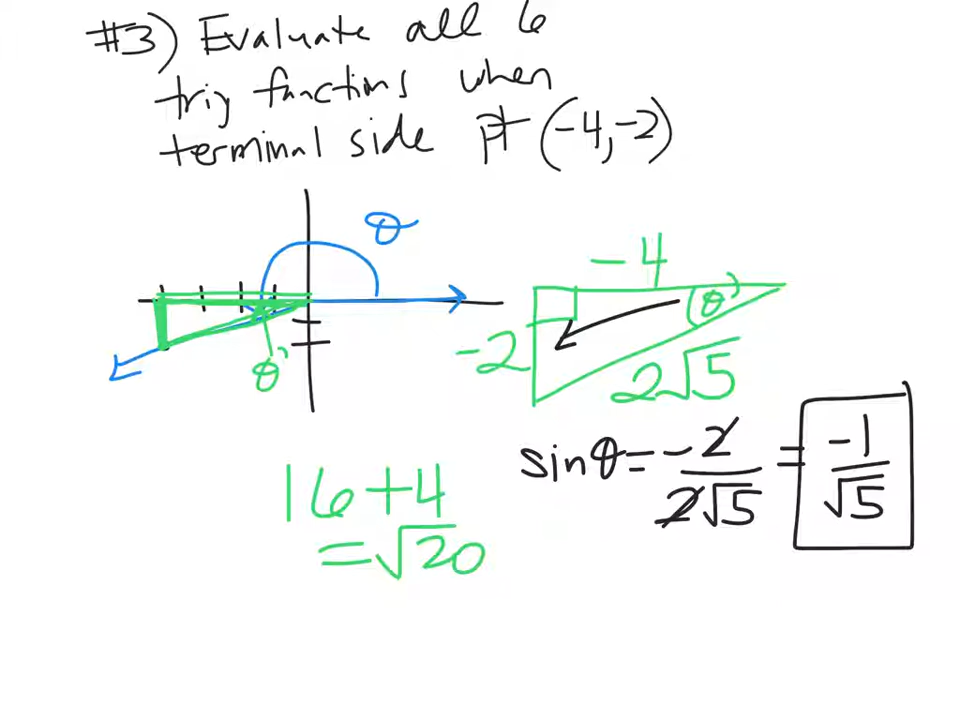 #3) Evaluate all 6
trig functions when
terminal side pt (-4,-2)
θ
-4
θ'
-2
2√5
θ'
sinθ = -2/2√5 = -1/√5
16+4
=√20